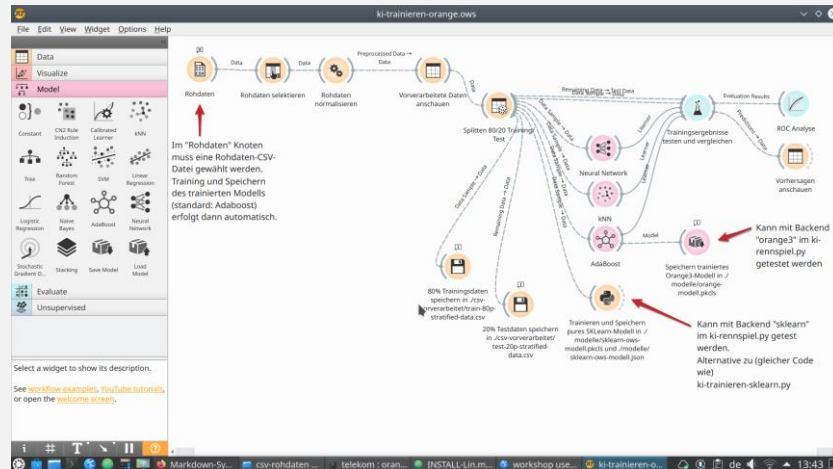 ki-trainieren-orange.ows
File Edit View Widget Options Help
Data
Visualize
Model
Constant
CN2 Rule
Induction
Calibrated
Learner
kNN
Tree
Random
Forest
SVM
Linear
Regression
Logistic
Regression
Naive
Bayes
AdaBoost
Neural
Network
Stochastic
Gradient D...
Stacking
Save Model
Load
Model
Evaluate
Unsupervised
Select a widget to show its description.
See workflow examples, YouTube tutorials,
or open the welcome screen.
Rohdaten
Data
Rohdaten selektieren
Data
Rohdaten
normalisieren
Preprocessed Data → Data
Vorverarbeitete Daten
anschauen
Data
Splitten 80/20 Training/
Test
Im "Rohdaten" Knoten
muss eine Rohdaten-CSV-
Datei gewählt werden.
Training und Speichern
des trainierten Modells
(standard: Adaboost)
erfolgt dann automatisch.
Remaining Data → Test Data
Data Sample → Data
Data Sample → Data
Data Sample → Data
Data Sample → Data
Data Sample → Data
Remaining Data → Data
Neural Network
kNN
AdaBoost
Learner
Learner
Learner
Trainingsergebnisse
testen und vergleichen
Evaluation Results
ROC Analyse
Predictions → Data
Vorhersagen
anschauen
Model
Speichern trainiertes
Orange3-Modell in ./
modelle/orange-
modell.pkcls
Kann mit Backend
"orange3" im ki-
rennspiel.py
getestet werden
80% Trainingsdaten
speichern in ./csv-
vorverarbeitet/train-80p-
stratified-data.csv
20% Testdaten speichern
in ./csv-vorverarbeitet/
test-20p-stratified-
data.csv
Trainieren und Speichern
pures SKLearn-Modell in ./
modelle/sklearn-ows-
modell.pkcls und ./modelle/
sklearn-ows-modell.json
Kann mit Backend "sklearn"
im ki-rennspiel.py getest
werden.
Alternative zu (gleicher Code
wie)
ki-trainieren-sklearn.py
Markdown-Sy... csv-rohdaten ... telekom : oran... INSTALL-Lin.m... workshop use... ki-trainieren-o... de 13:43